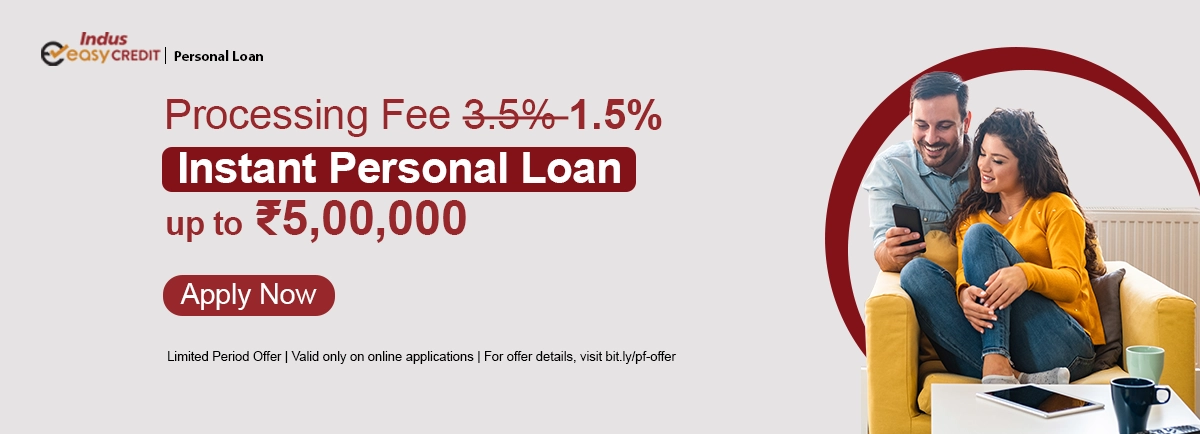 Indus
easy CREDIT | Personal Loan
Processing Fee 3.5% 1.5%
Instant Personal Loan
up to ₹5,00,000
Apply Now
Limited Period Offer | Valid only on online applications | For offer details, visit bit.ly/pf-offer